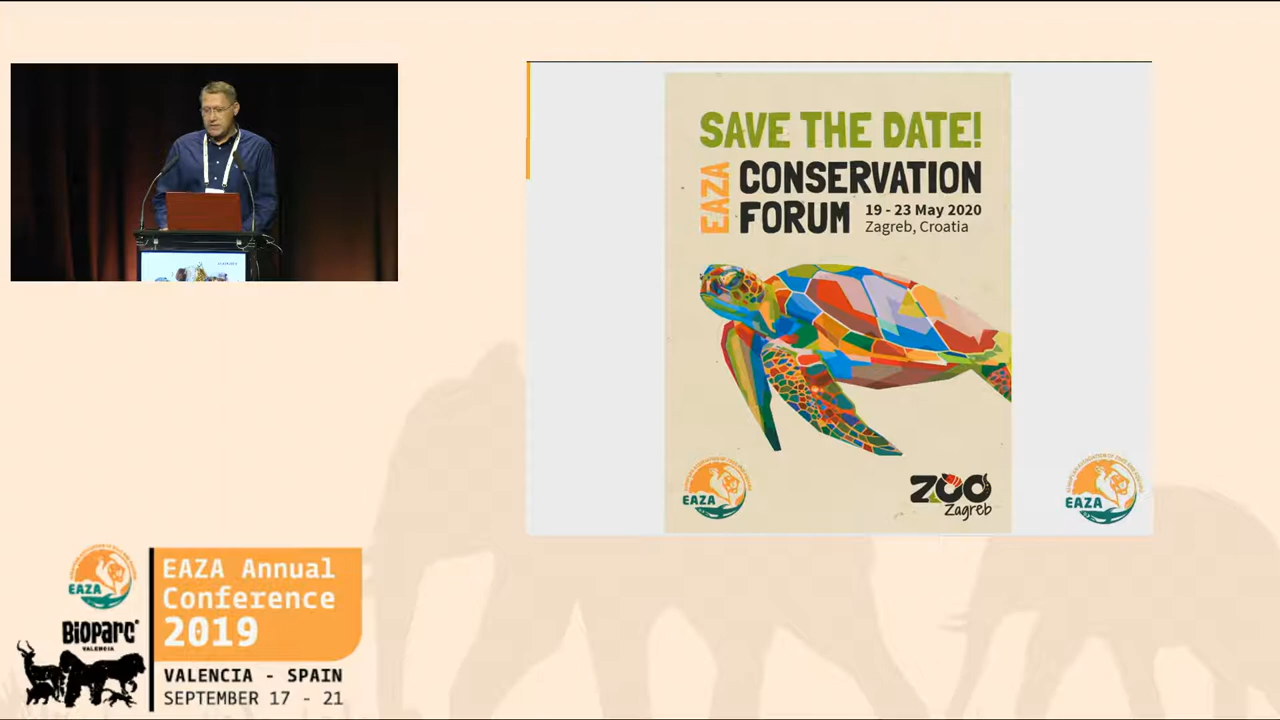 SAVE THE DATE!
EAZA
CONSERVATION
FORUM
19 - 23 May 2020
Zagreb, Croatia
EAZA
ZOO
Zagreb
EAZA
EAZA
BIOPARC
VALENCIA
EAZA Annual
Conference
2019
VALENCIA - SPAIN
SEPTEMBER 17 - 21